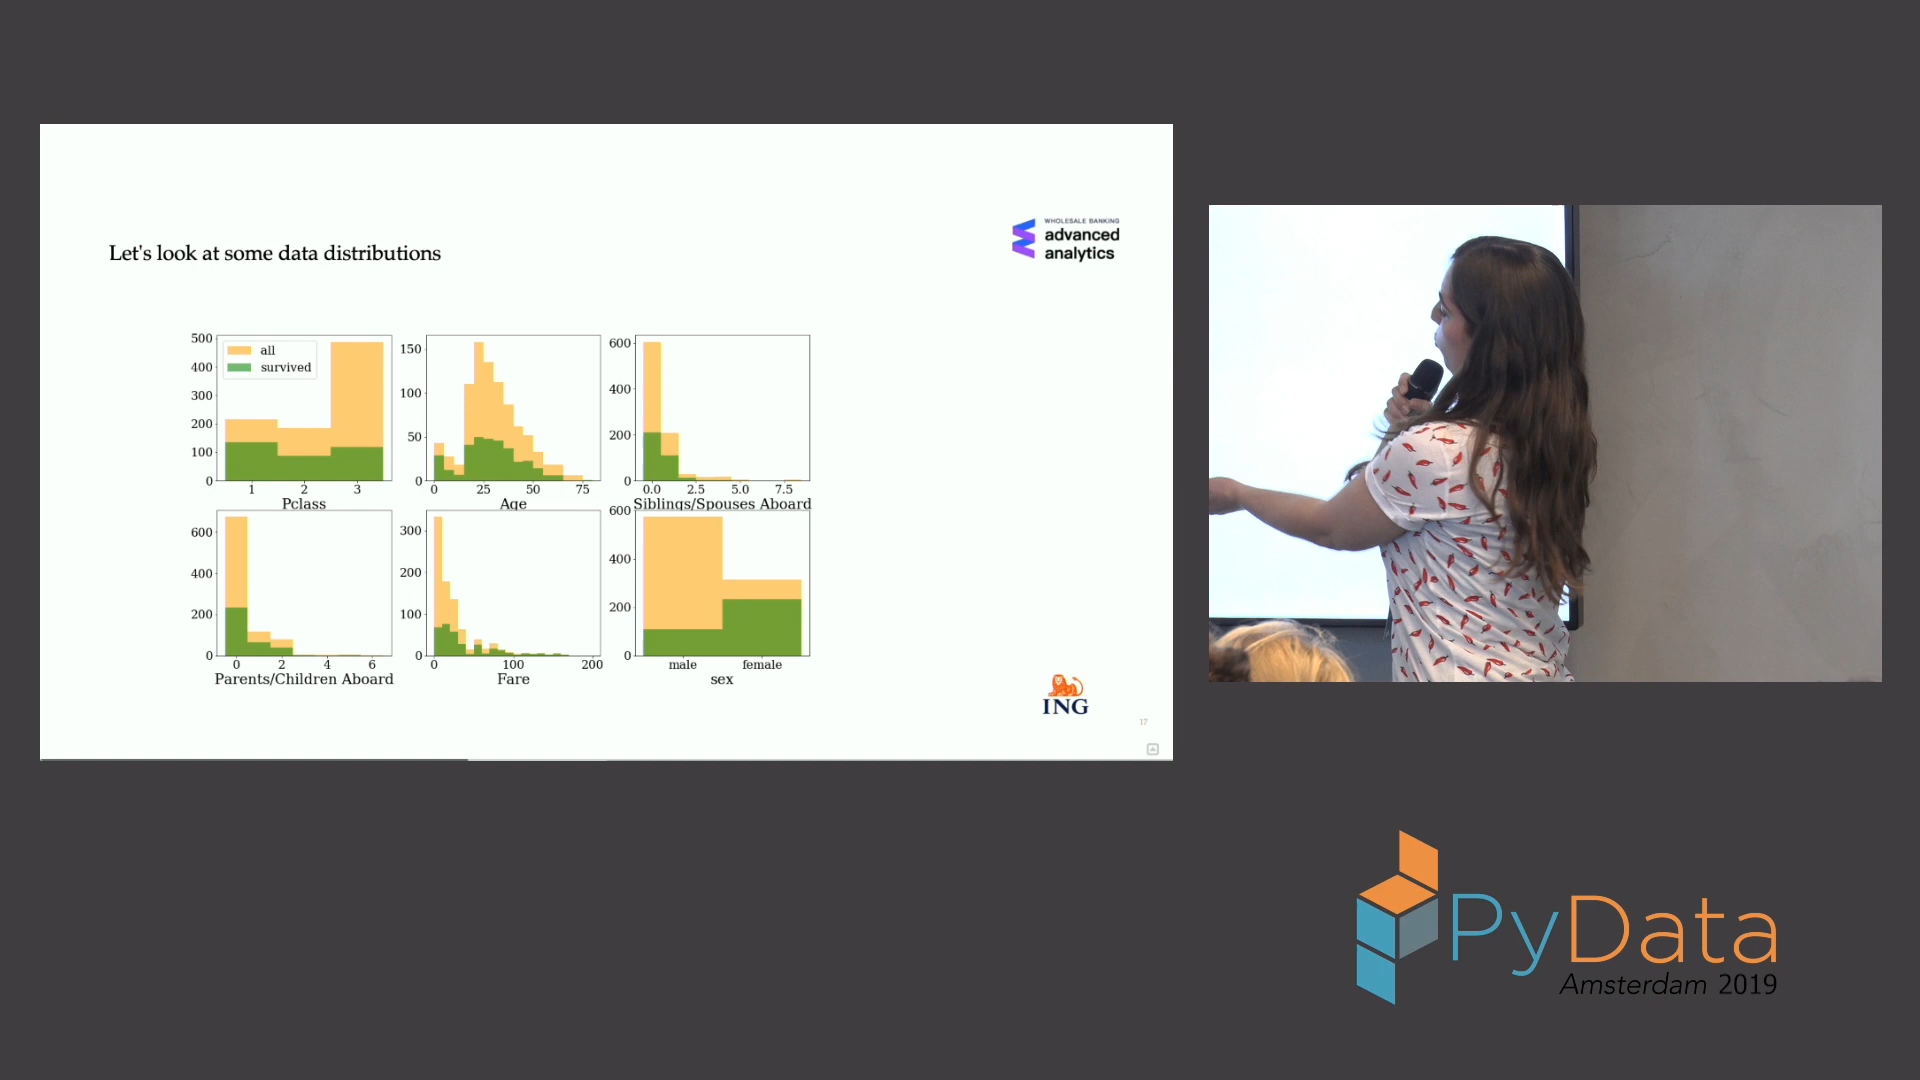 Let's look at some data distributions
WHOLESALE BANKING
advanced
analytics
500
400
300
200
100
0
all
survived
1 2 3
Pclass
150
100
50
0
0 25 50 75
Age
600
400
200
0
0.0 2.5 5.0 7.5
Siblings/Spouses Aboard
600
400
200
0
0 2 4 6
Parents/Children Aboard
300
200
100
0
0 100 200
Fare
600
400
200
0
male female
sex
ING
17
PyData
Amsterdam 2019